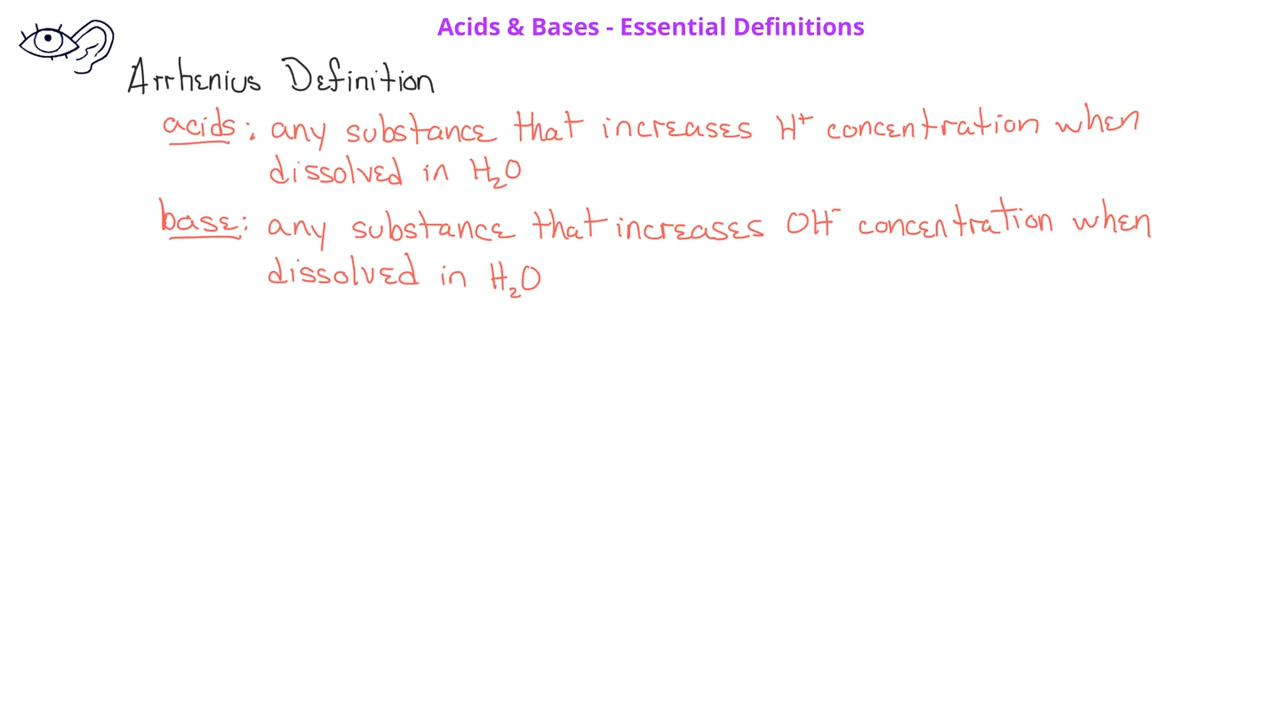 Acids & Bases - Essential Definitions
Arrhenius Definition
acids: any substance that increases H⁺ concentration when
dissolved in H₂O
base: any substance that increases OH⁻ concentration when
dissolved in H₂O